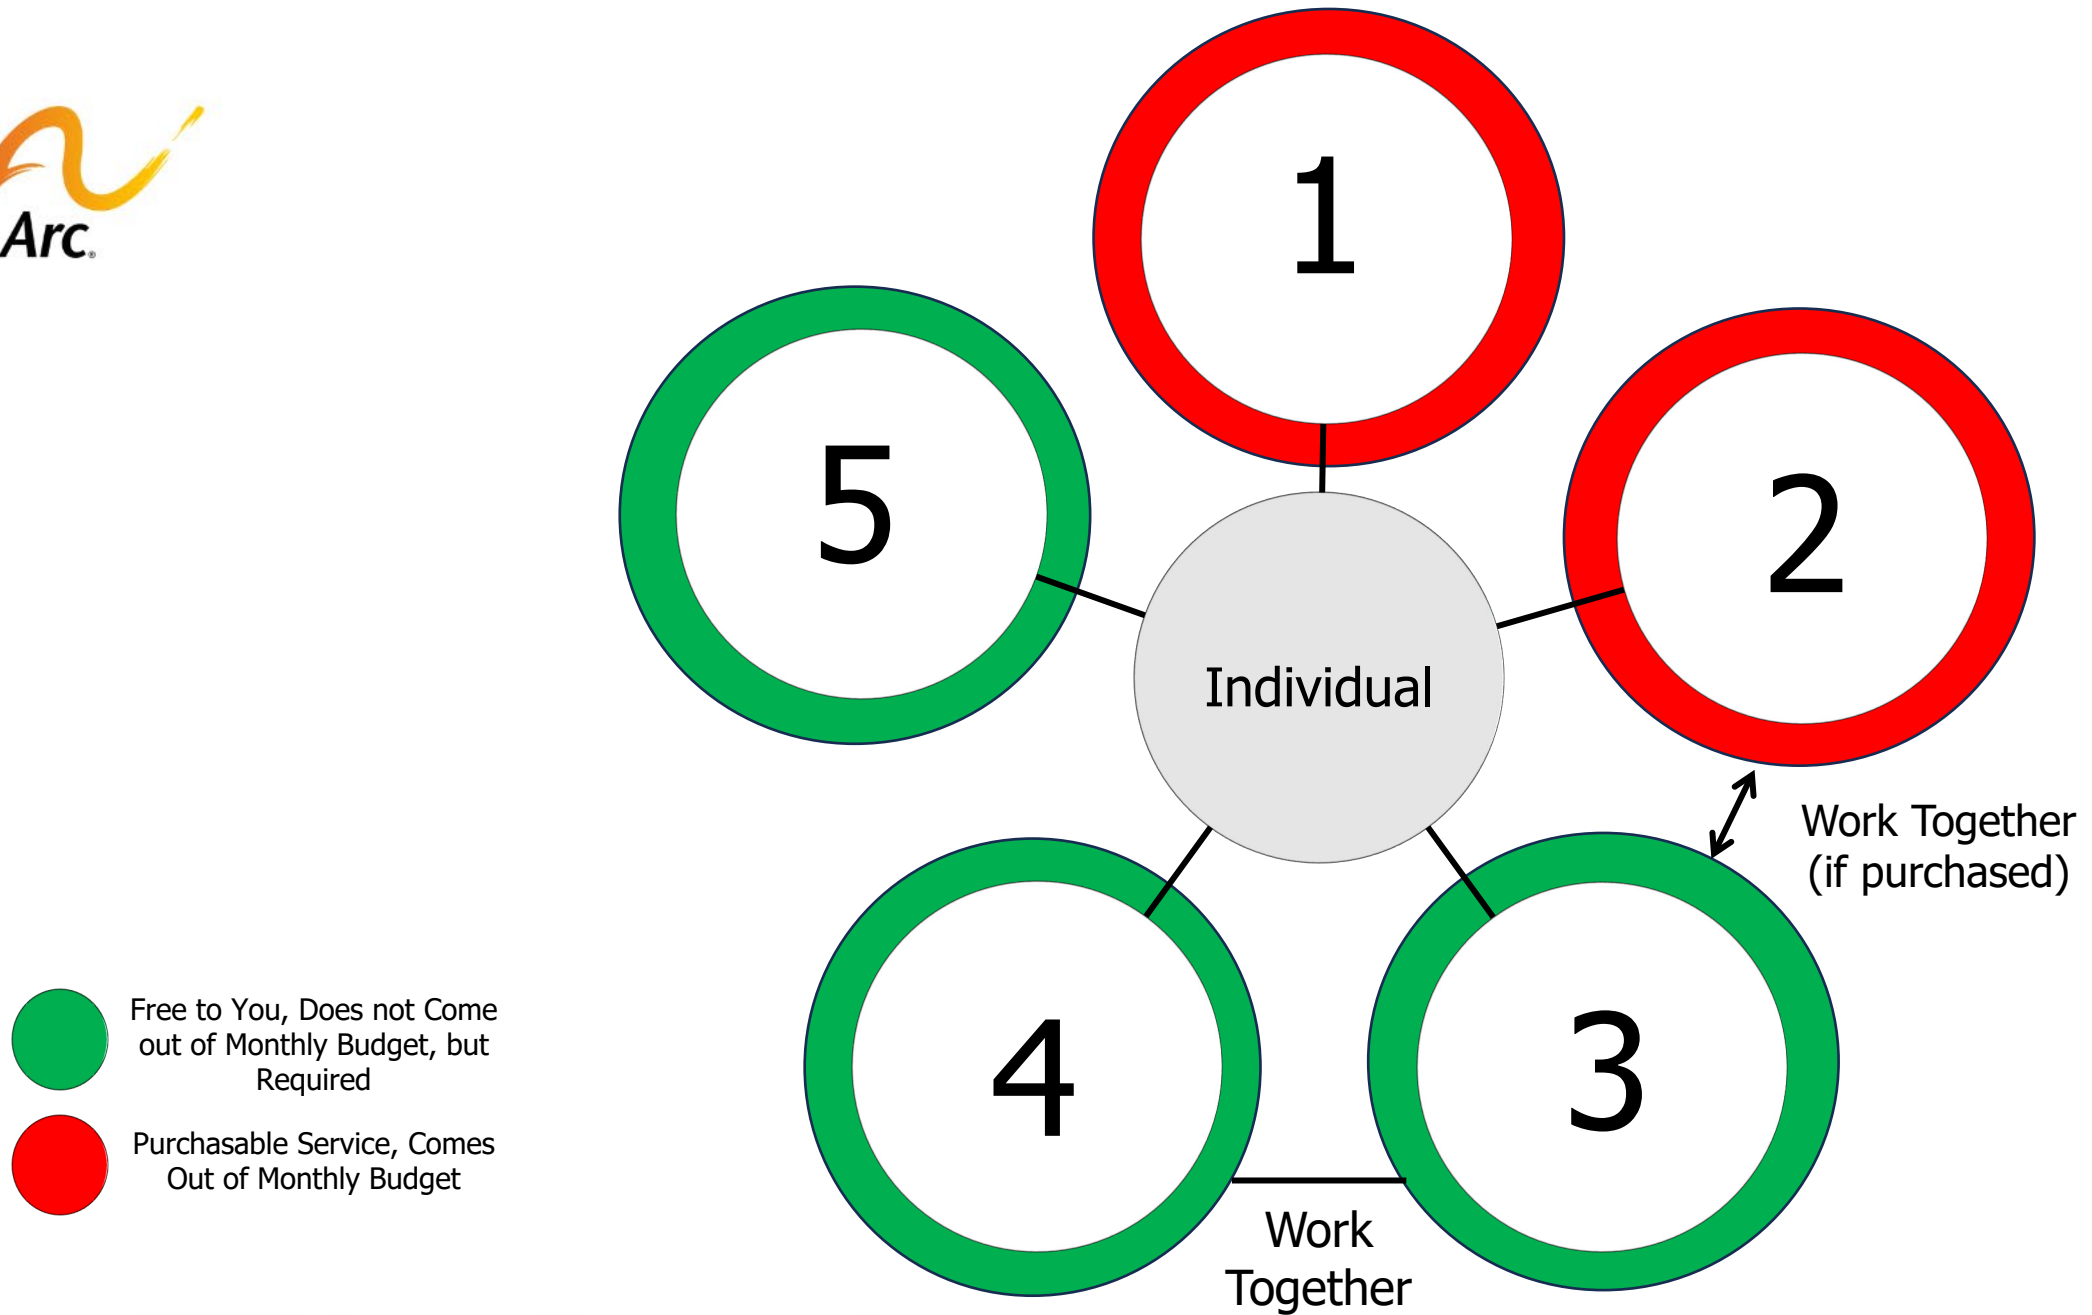 Arc®
1
5
2
Individual
Work Together
(if purchased)
4
3
Free to You, Does not Come
out of Monthly Budget, but
Required
Purchasable Service, Comes
Out of Monthly Budget
Work
Together